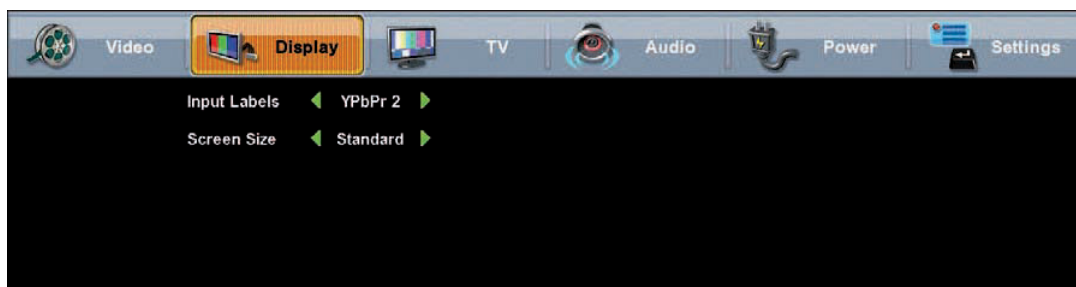 Video Display TV Audio Power Settings
Input Labels YPbPr 2
Screen Size Standard